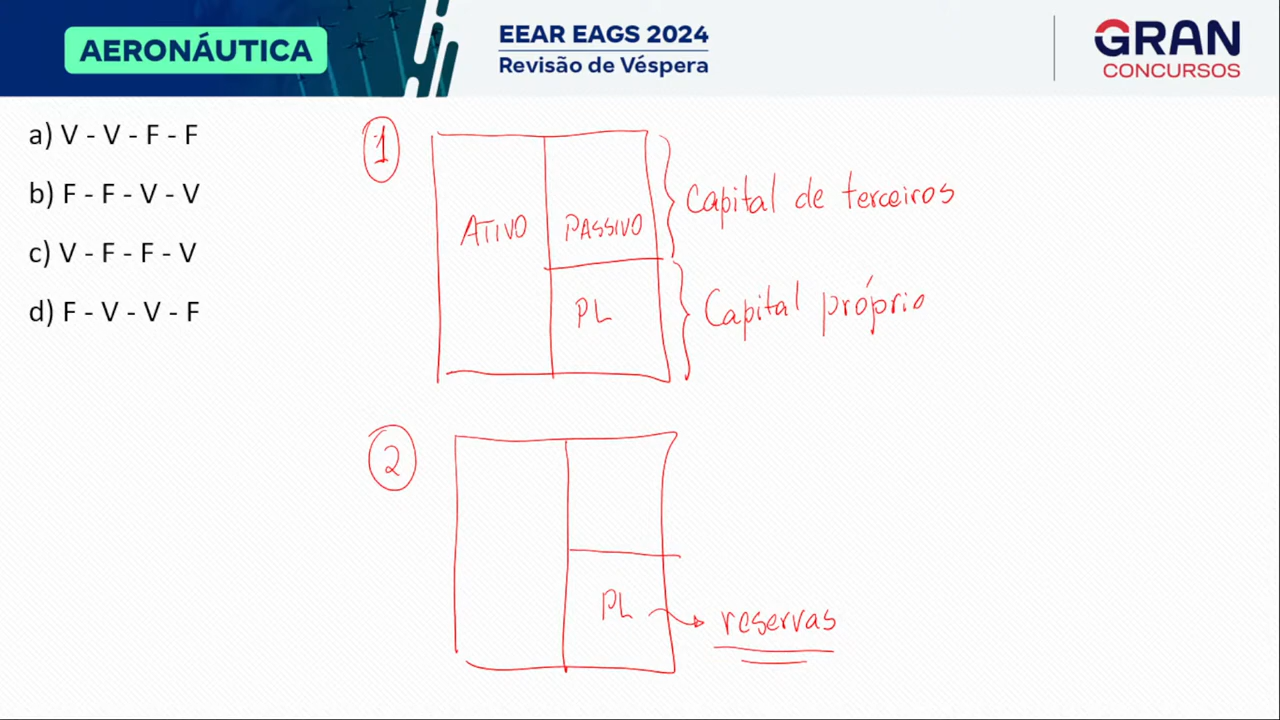 AERONÁUTICA
EEAR EAGS 2024
Revisão de Véspera
GRAN
CONCURSOS
a) V - V - F - F
b) F - F - V - V
c) V - F - F - V
d) F - V - V - F
1
ATIVO
PASSIVO
Capital de terceiros
PL
Capital próprio
2
PL
reservas